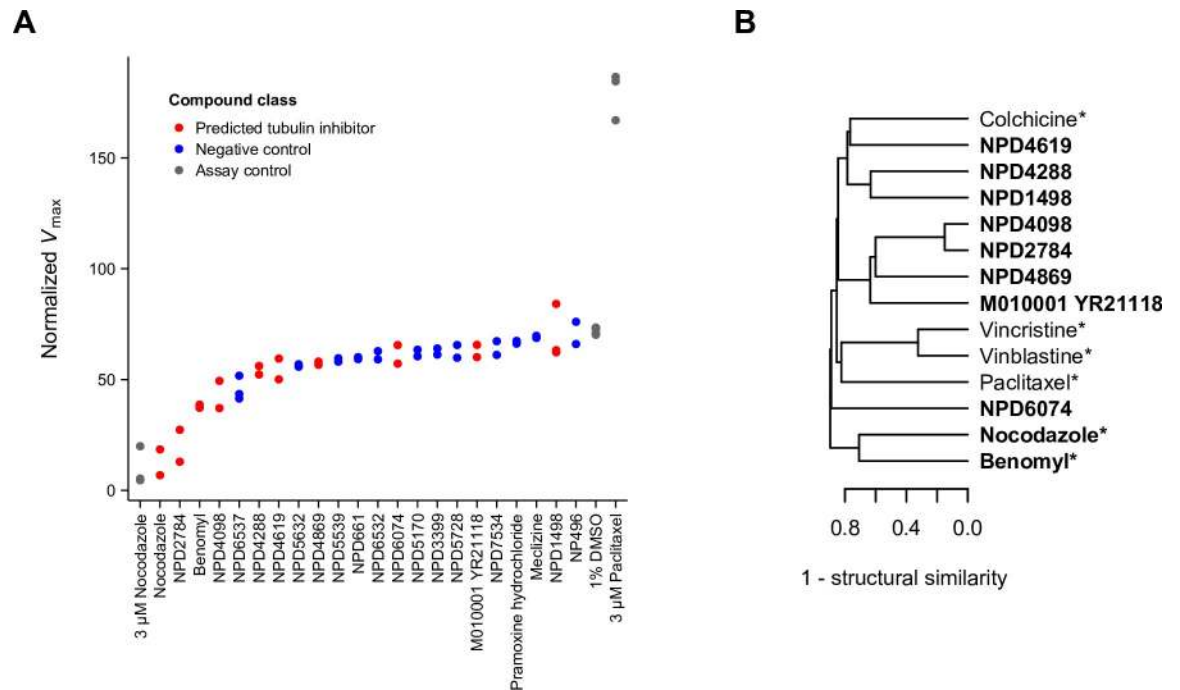 A
B
Normalized Vmax
150
100
50
0
Compound class
Predicted tubulin inhibitor
Negative control
Assay control
3 µM Nocodazole
Nocodazole
NPD2784
Benomyl
NPD4098
NPD6537
NPD4288
NPD4619
NPD5632
NPD4869
NPD5539
NPD661
NPD6532
NPD6074
NPD5170
NPD3399
NPD5728
M010001 YR21118
NPD7534
Pramoxine hydrochloride
Meclizine
NPD1498
NP496
1% DMSO
3 µM Paclitaxel
Colchicine*
NPD4619
NPD4288
NPD1498
NPD4098
NPD2784
NPD4869
M010001 YR21118
Vincristine*
Vinblastine*
Paclitaxel*
NPD6074
Nocodazole*
Benomyl*
0.8 0.4 0.0
1 - structural similarity